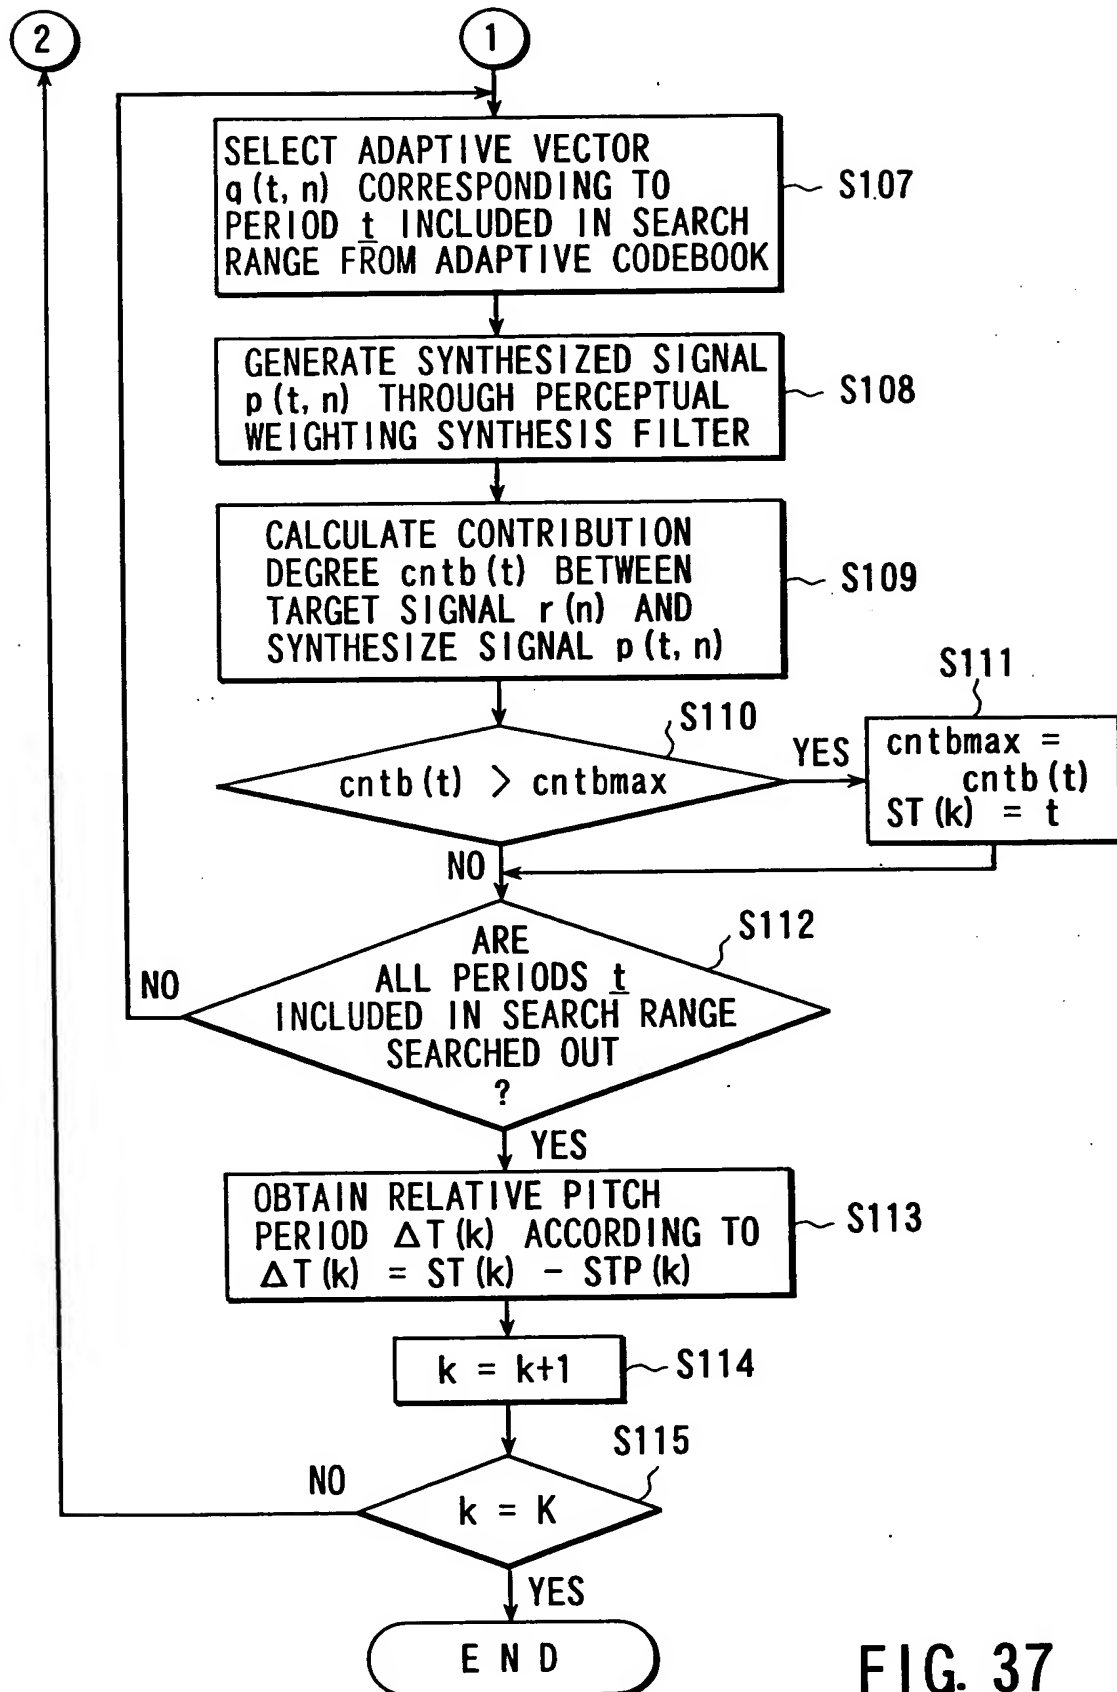 2
1
SELECT ADAPTIVE VECTOR
q(t, n) CORRESPONDING TO
PERIOD t INCLUDED IN SEARCH
RANGE FROM ADAPTIVE CODEBOOK
S107
GENERATE SYNTHESIZED SIGNAL
p(t, n) THROUGH PERCEPTUAL
WEIGHTING SYNTHESIS FILTER
S108
CALCULATE CONTRIBUTION
DEGREE cntb(t) BETWEEN
TARGET SIGNAL r(n) AND
SYNTHESIZE SIGNAL p(t, n)
S109
S110
cntb(t) > cntbmax
YES
S111
cntbmax =
cntb(t)
ST(k) = t
NO
S112
ARE
ALL PERIODS t
INCLUDED IN SEARCH RANGE
SEARCHED OUT
?
NO
YES
OBTAIN RELATIVE PITCH
PERIOD ΔT(k) ACCORDING TO
ΔT(k) = ST(k) - STP(k)
S113
k = k+1
S114
S115
NO
k = K
YES
END
FIG. 37